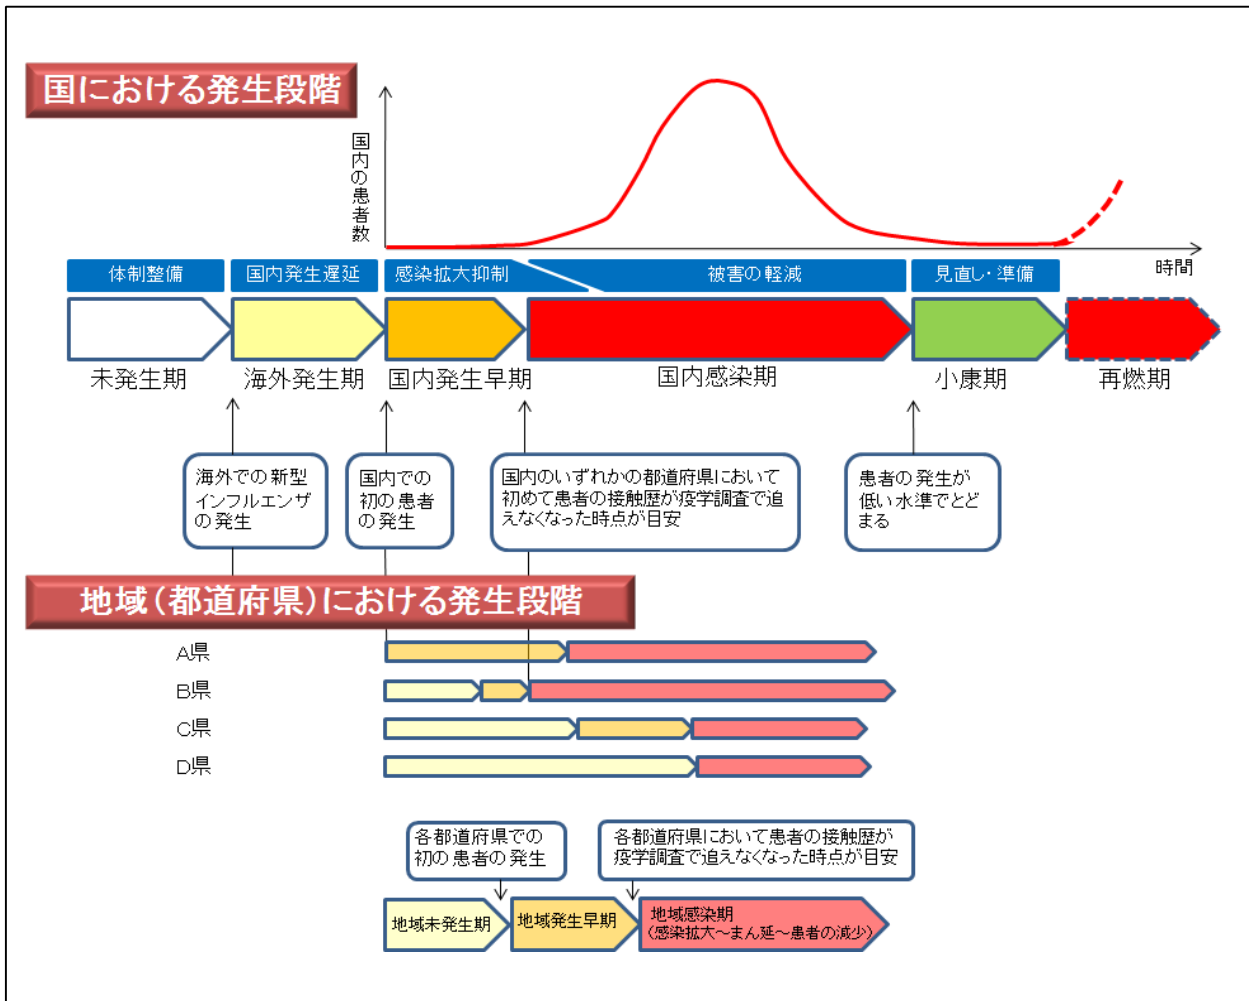 国における発生段階
国内の患者数
時間
体制整備
国内発生遅延
感染拡大抑制
被害の軽減
見直し・準備
未発生期
海外発生期
国内発生早期
国内感染期
小康期
再燃期
海外での新型
インフルエンザ
の発生
国内での
初の患者
の発生
国内のいずれかの都道府県において
初めて患者の接触歴が疫学調査で追
えなくなった時点が目安
患者の発生が
低い水準でとど
まる
地域(都道府県)における発生段階
A県
B県
C県
D県
各都道府県での
初の患者の発生
各都道府県において患者の接触歴が
疫学調査で追えなくなった時点が目安
地域未発生期
地域発生早期
地域感染期
(感染拡大～まん延～患者の減少)